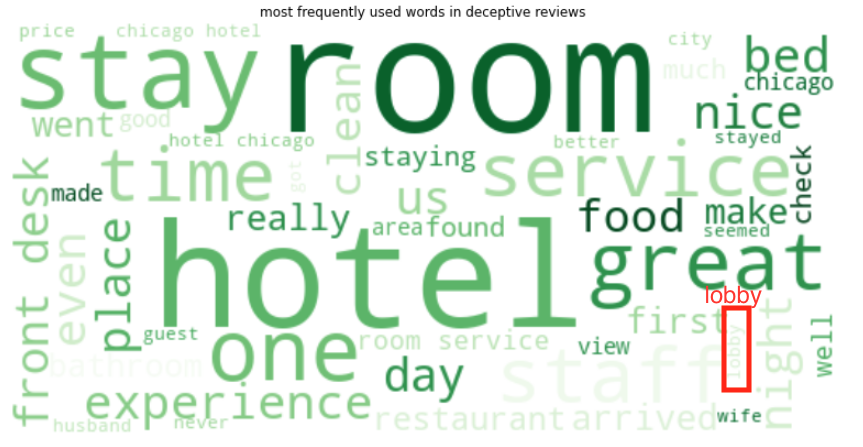 most frequently used words in deceptive reviews
price
chicago hotel
stay
room
city
much
bed
chicago
nice
went
good
hotel chicago
clean
staying
better
stayed
time
got
service
check
made
us
food
make
really
area
found
seemed
front desk
even
place
hotel
great
lobby
guest
one
room service
view
first
lobby
night
well
bathroom
day
staff
experience
restaurant
arrived
wife
husband
never